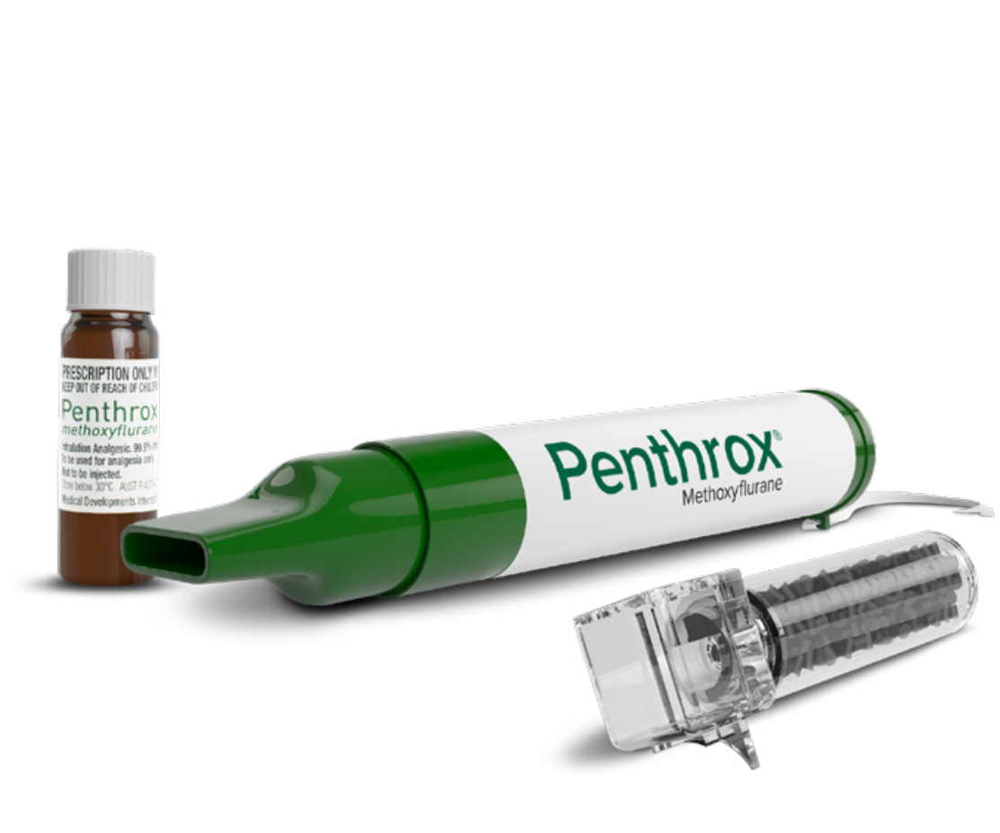 PRESCRIPTION ONLY
KEEP OUT OF REACH OF
Penthrox
methoxyflurane
Inhalation Analgesic. 99.9%
To be used for analgesia only
Not to be injected.
Store below 30°C AUST R
Medical Developments
Penthrox®
Methoxyflurane